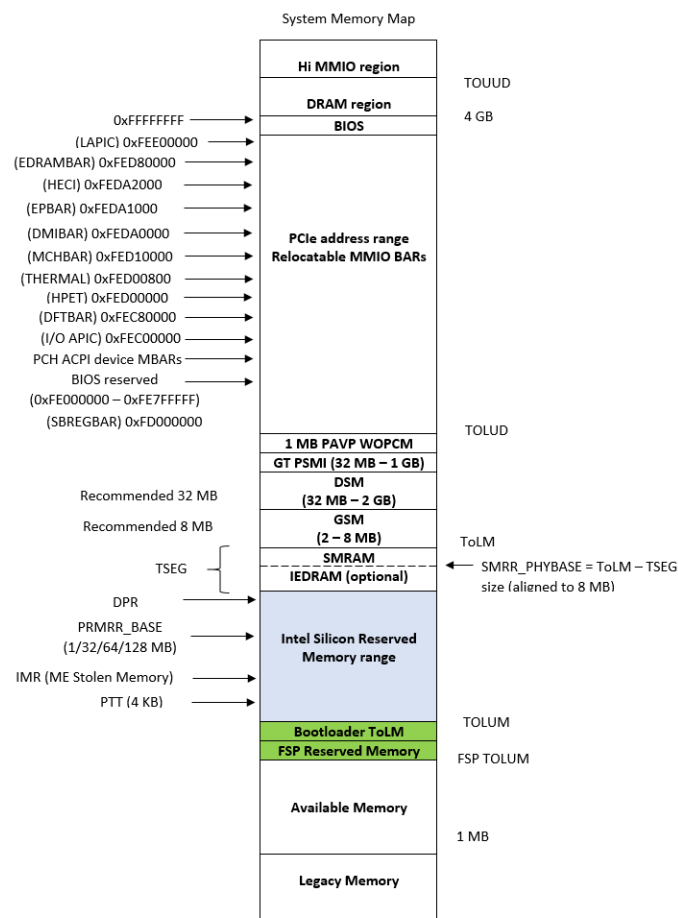 System Memory Map
Hi MMIO region
TOUUD
DRAM region
0xFFFFFFFF
4 GB
BIOS
(LAPIC) 0xFEE00000
(EDRAMBAR) 0xFED80000
(HECI) 0xFEDA2000
(EPBAR) 0xFEDA1000
(DMIBAR) 0xFEDA0000
(MCHBAR) 0xFED10000
(THERMAL) 0xFED00800
(HPET) 0xFED00000
(DFTBAR) 0xFEC80000
(I/O APIC) 0xFEC00000
PCH ACPI device MBARs
BIOS reserved
(0xFE000000 – 0xFE7FFFFF)
(SBREGBAR) 0xFD000000
PCIe address range
Relocatable MMIO BARs
TOLUD
1 MB PAVP WOPCM
GT PSMI (32 MB – 1 GB)
DSM
(32 MB – 2 GB)
Recommended 32 MB
GSM
(2 – 8 MB)
Recommended 8 MB
ToLM
SMRAM
TSEG
IEDRAM (optional)
SMRR_PHYBASE = ToLM – TSEG
size (aligned to 8 MB)
DPR
PRMRR_BASE
(1/32/64/128 MB)
Intel Silicon Reserved
Memory range
IMR (ME Stolen Memory)
PTT (4 KB)
TOLUM
Bootloader ToLM
FSP Reserved Memory
FSP TOLUM
Available Memory
1 MB
Legacy Memory